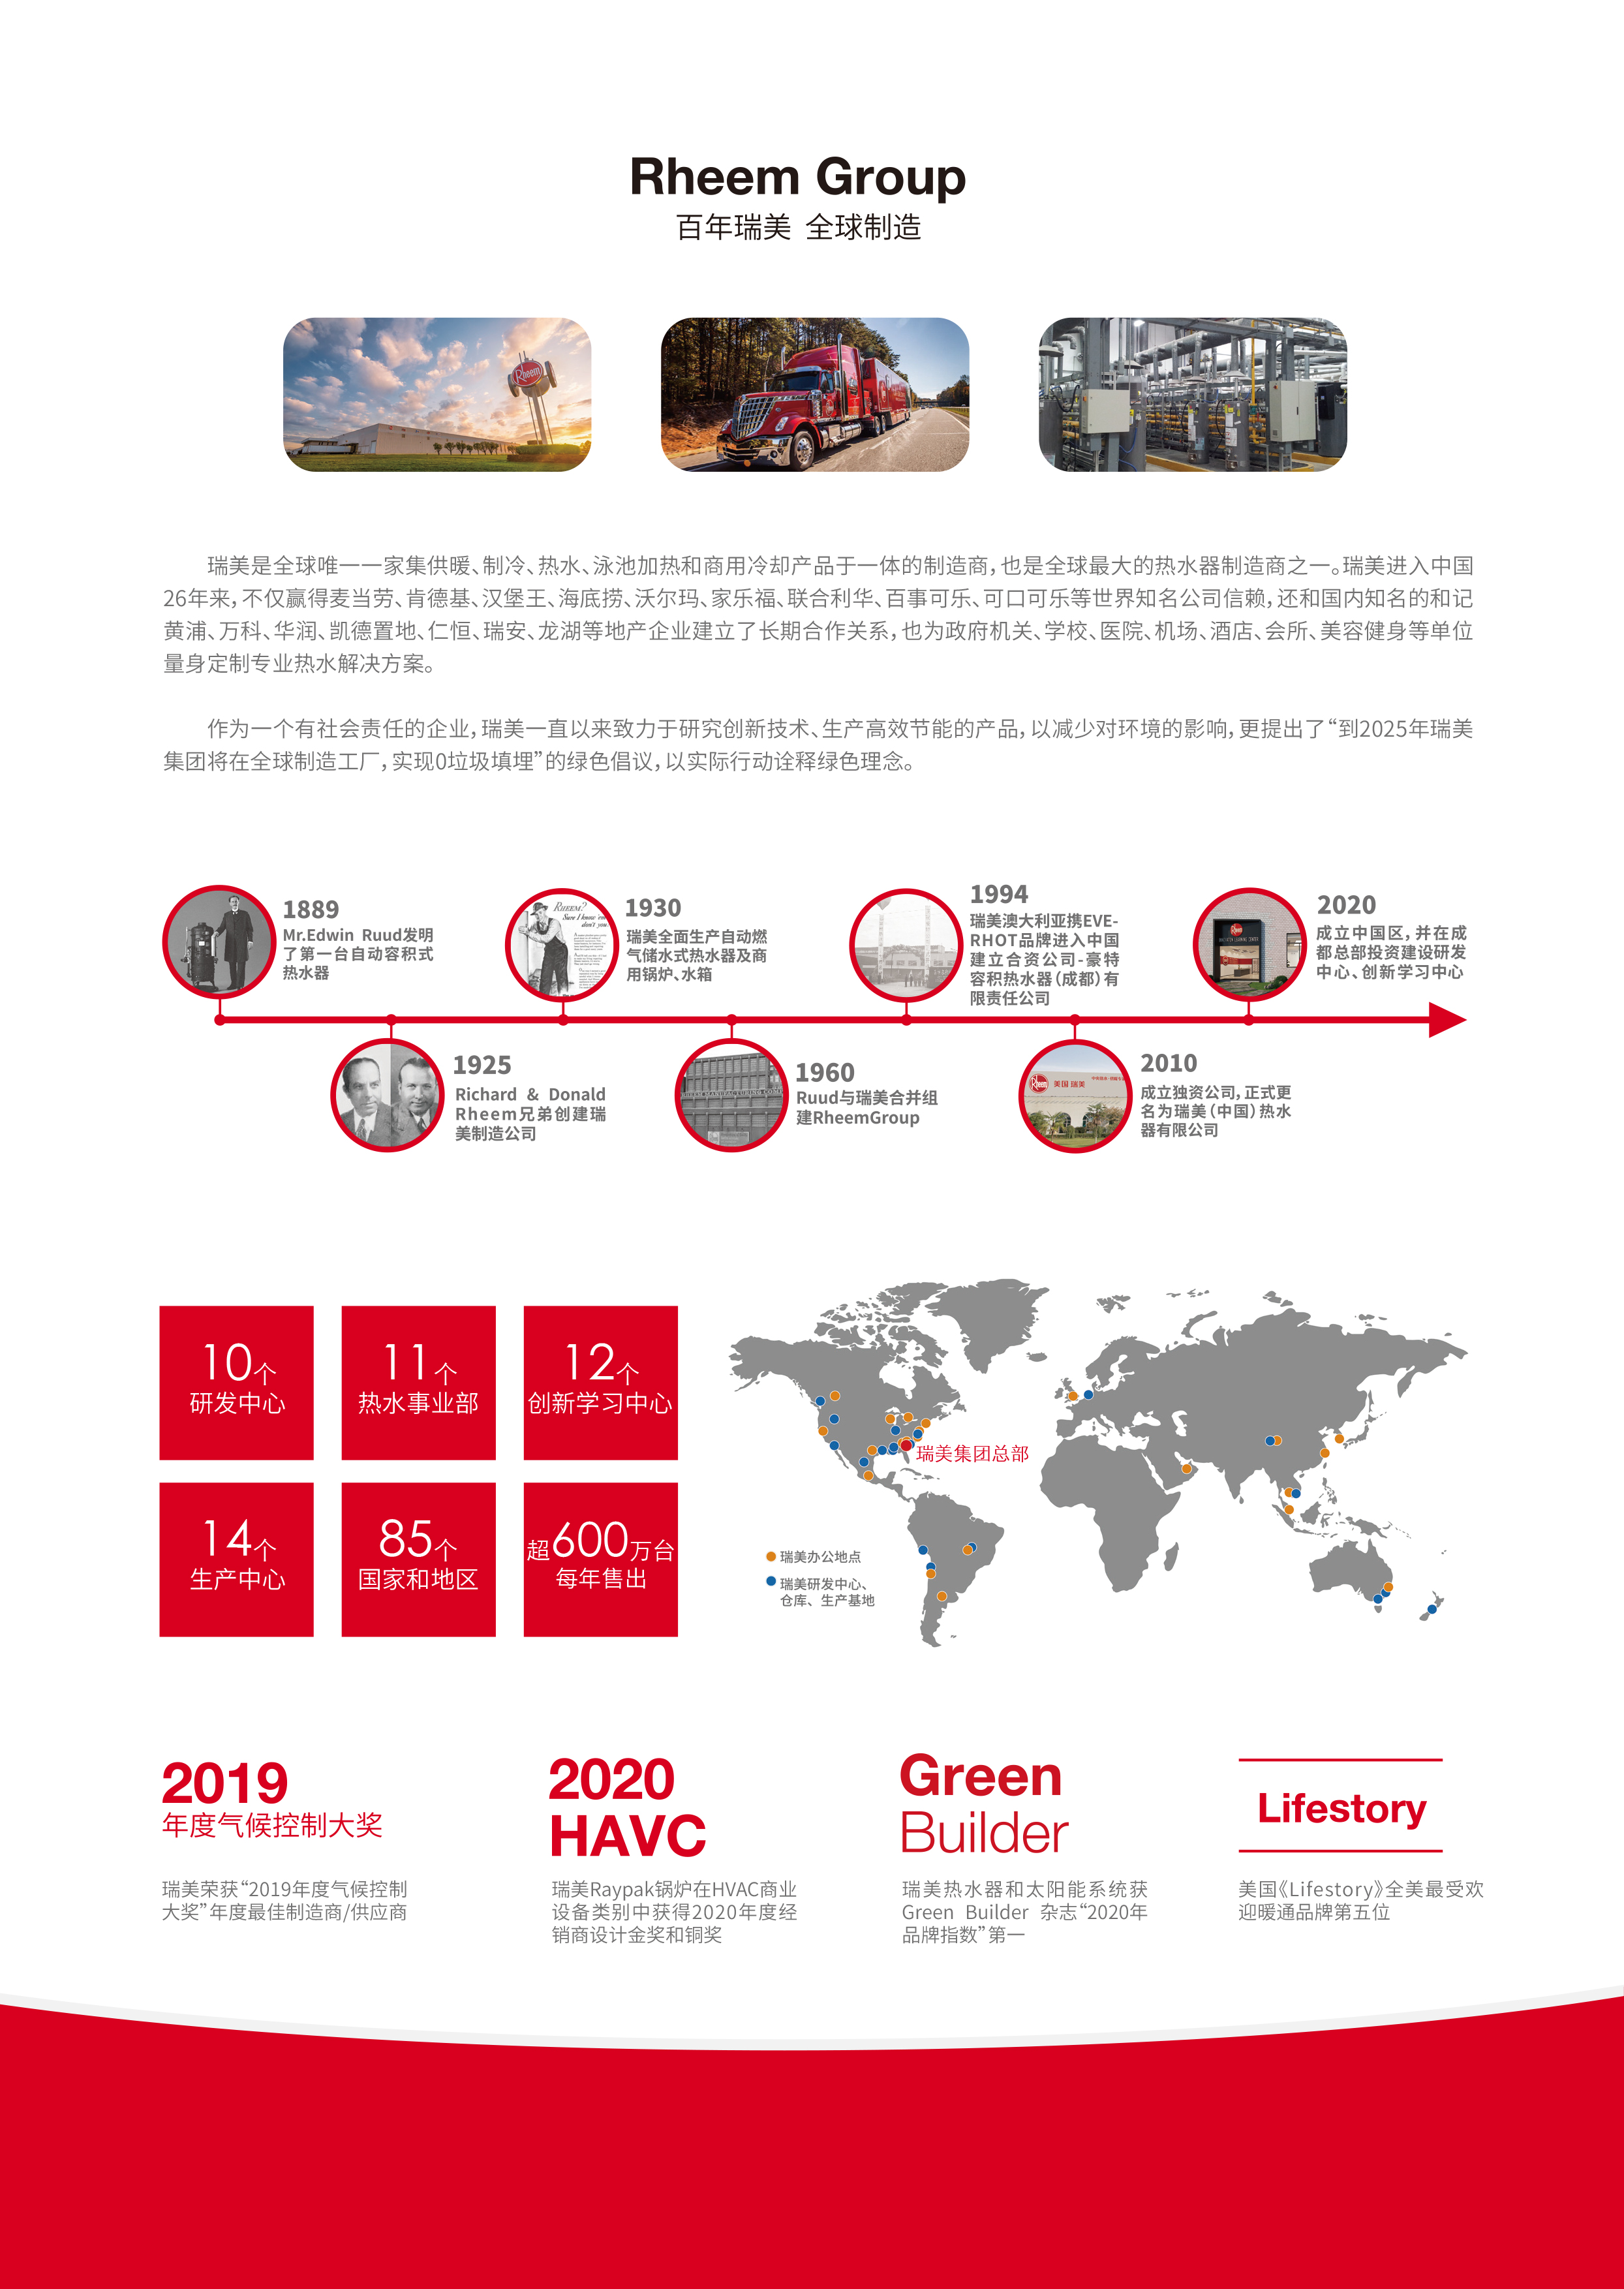 Rheem Group
百年瑞美 全球制造
Rheem
瑞美是全球唯一一家集供暖、制冷、热水、泳池加热和商用冷却产品于一体的制造商,也是全球最大的热水器制造商之一。瑞美进入中国
26年来,不仅赢得麦当劳、肯德基、汉堡王、海底捞、沃尔玛、家乐福、联合利华、百事可乐、可口可乐等世界知名公司信赖,还和国内知名的和记
黄浦、万科、华润、凯德置地、仁恒、瑞安、龙湖等地产企业建立了长期合作关系,也为政府机关、学校、医院、机场、酒店、会所、美容健身等单位
量身定制专业热水解决方案。
作为一个有社会责任的企业,瑞美一直以来致力于研究创新技术、生产高效节能的产品,以减少对环境的影响,更提出了“到2025年瑞美
集团将在全球制造工厂,实现0垃圾填埋”的绿色倡议,以实际行动诠释绿色理念。
1889
Mr.Edwin Ruud发明
了第一台自动容积式
热水器
1930
瑞美全面生产自动燃
气储水式热水器及商
用锅炉、水箱
1994
瑞美澳大利亚携EVE-
RHOT品牌进入中国
建立合资公司-豪特
容积热水器(成都)有
限责任公司
2020
成立中国区,并在成
都总部投资建设研发
中心、创新学习中心
RHEEM?
Sure I know 'em
don't you
Rheem
1925
Richard & Donald
Rheem兄弟创建瑞
美制造公司
1960
Ruud与瑞美合并组
建RheemGroup
2010
成立独资公司,正式更
名为瑞美(中国)热水
器有限公司
Rheem 美国 瑞美
10个
研发中心
11个
热水事业部
12个
创新学习中心
14个
生产中心
85个
国家和地区
超600万台
每年售出
瑞美集团总部
瑞美办公地点
瑞美研发中心、
仓库、生产基地
2019
年度气候控制大奖
瑞美荣获“2019年度气候控制
大奖”年度最佳制造商/供应商
2020
HAVC
瑞美Raypak锅炉在HVAC商业
设备类别中获得2020年度经
销商设计金奖和铜奖
Green
Builder
瑞美热水器和太阳能系统获
Green Builder 杂志“2020年
品牌指数”第一
Lifestory
美国《Lifestory》全美最受欢
迎暖通品牌第五位